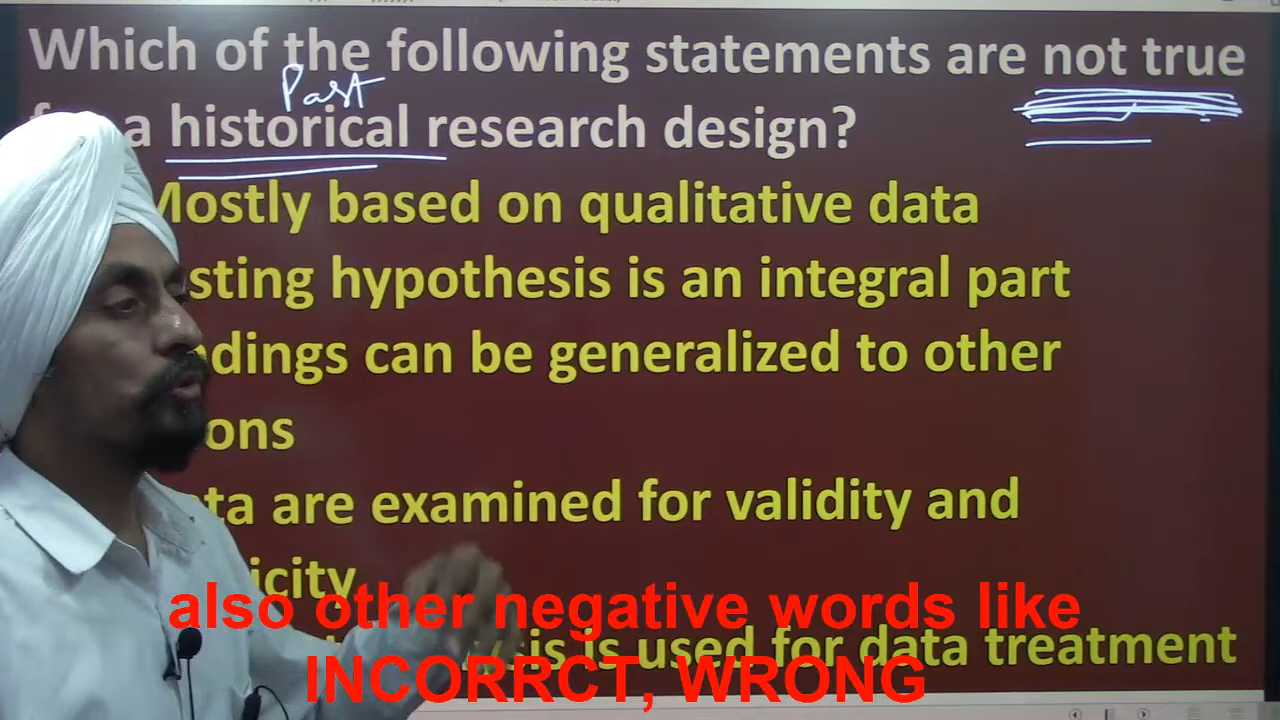 Which of the following statements are not true
Past
a historical research design?
Mostly based on qualitative data
sting hypothesis is an integral part
dings can be generalized to other
ons
ta are examined for validity and
icity
also other negative words like
ysis is used for data treatment
INCORRCT, WRONG